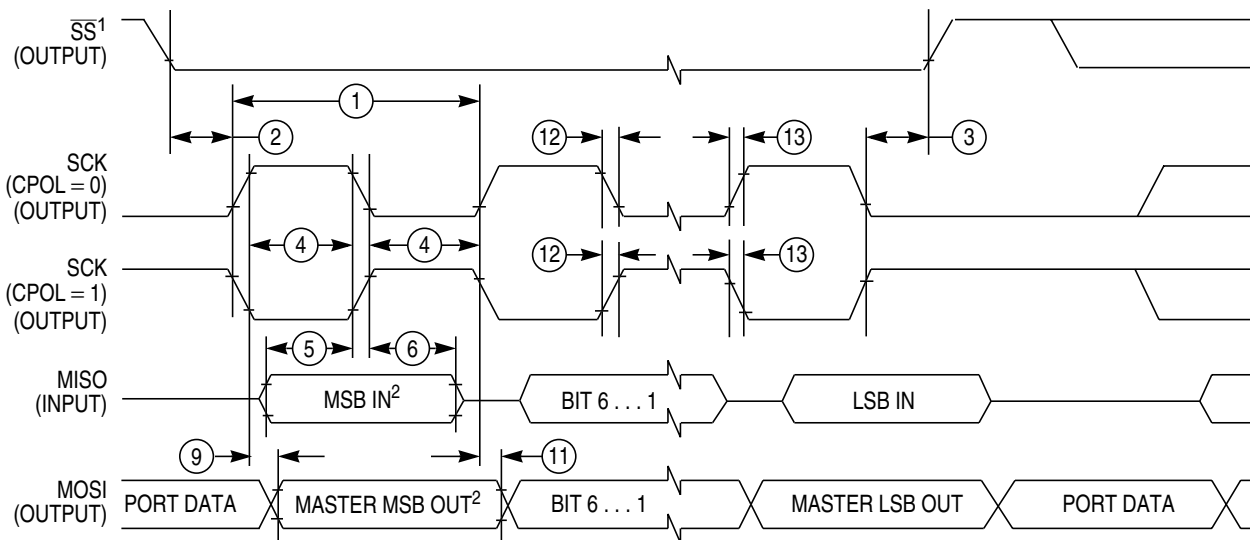 SS¹
(OUTPUT)
1
2
12
13
3
SCK
(CPOL = 0)
(OUTPUT)
4
4
12
13
SCK
(CPOL = 1)
(OUTPUT)
5
6
MISO
(INPUT)
MSB IN²
BIT 6 . . . 1
LSB IN
9
11
MOSI
(OUTPUT)
PORT DATA
MASTER MSB OUT²
BIT 6 . . . 1
MASTER LSB OUT
PORT DATA